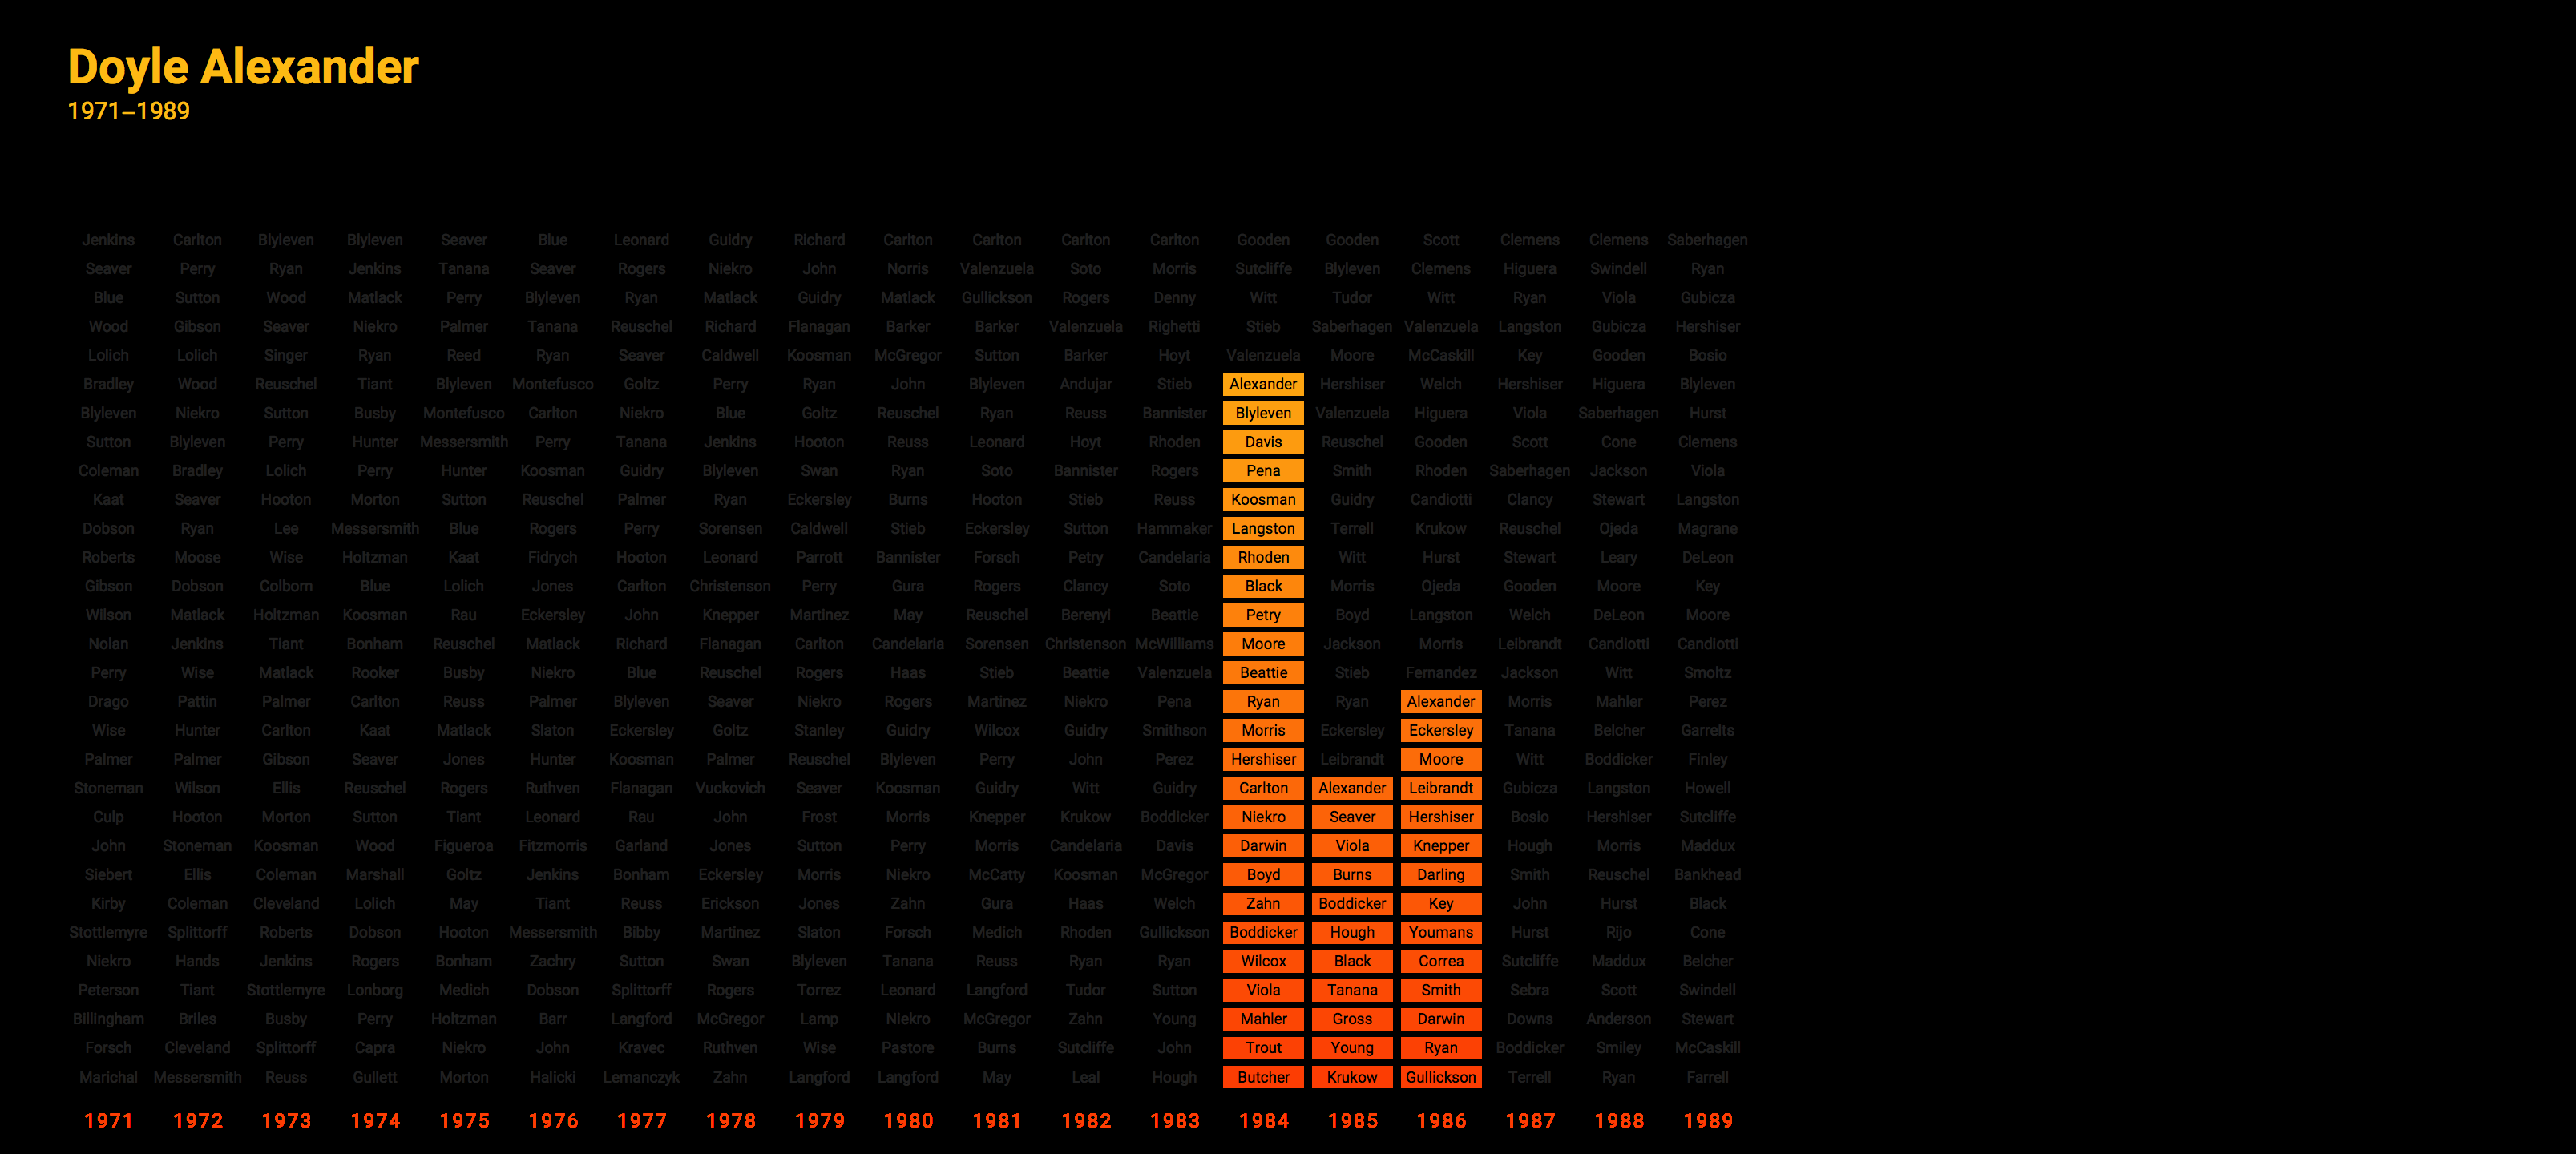 Doyle Alexander
1971–1989
Jenkins Carlton Blyleven Blyleven Seaver Blue Leonard Guidry Richard Carlton Carlton Carlton Carlton Gooden Gooden Scott Clemens Clemens Saberhagen
Seaver Perry Ryan Jenkins Tanana Seaver Rogers Niekro John Norris Valenzuela Soto Morris Sutcliffe Blyleven Clemens Higuera Swindell Ryan
Blue Sutton Wood Matlack Perry Blyleven Ryan Matlack Guidry Matlack Gullickson Rogers Denny Witt Tudor Witt Ryan Viola Gubicza
Wood Gibson Seaver Niekro Palmer Tanana Reuschel Richard Flanagan Barker Barker Valenzuela Righetti Stieb Saberhagen Valenzuela Langston Gubicza Hershiser
Lolich Lolich Singer Ryan Reed Ryan Seaver Caldwell Koosman McGregor Sutton Barker Hoyt Valenzuela Moore McCaskill Key Gooden Bosio
Bradley Wood Reuschel Tiant Blyleven Montefusco Goltz Perry Ryan John Blyleven Andujar Stieb Alexander Hershiser Welch Hershiser Higuera Blyleven
Blyleven Niekro Sutton Busby Montefusco Carlton Niekro Blue Goltz Reuschel Ryan Reuss Bannister Blyleven Valenzuela Higuera Viola Saberhagen Hurst
Sutton Blyleven Perry Hunter Messersmith Perry Tanana Jenkins Hooton Reuss Leonard Hoyt Rhoden Davis Reuschel Gooden Scott Cone Clemens
Coleman Bradley Lolich Perry Hunter Koosman Guidry Blyleven Swan Ryan Soto Bannister Rogers Pena Smith Rhoden Saberhagen Jackson Viola
Kaat Seaver Hooton Morton Sutton Reuschel Palmer Ryan Eckersley Burns Hooton Stieb Reuss Koosman Guidry Candiotti Clancy Stewart Langston
Dobson Ryan Lee Messersmith Blue Rogers Perry Sorensen Caldwell Stieb Eckersley Sutton Hammaker Langston Terrell Krukow Reuschel Ojeda Magrane
Roberts Moose Wise Holtzman Kaat Fidrych Hooton Leonard Parrott Bannister Forsch Petry Candelaria Rhoden Witt Hurst Stewart Leary DeLeon
Gibson Dobson Colborn Blue Lolich Jones Carlton Christenson Perry Gura Rogers Clancy Soto Black Morris Ojeda Gooden Moore Key
Wilson Matlack Holtzman Koosman Rau Eckersley John Knepper Martinez May Reuschel Berenyi Beattie Petry Boyd Langston Welch DeLeon Moore
Nolan Jenkins Tiant Bonham Reuschel Matlack Richard Flanagan Carlton Candelaria Sorensen Christenson McWilliams Moore Jackson Morris Leibrandt Candiotti Candiotti
Perry Wise Matlack Rooker Busby Niekro Blue Reuschel Rogers Haas Stieb Beattie Valenzuela Beattie Stieb Fernandez Jackson Witt Smoltz
Drago Pattin Palmer Carlton Reuss Palmer Blyleven Seaver Niekro Rogers Martinez Niekro Pena Ryan Ryan Alexander Morris Mahler Perez
Wise Hunter Carlton Kaat Matlack Slaton Eckersley Goltz Stanley Guidry Wilcox Guidry Smithson Morris Eckersley Eckersley Tanana Belcher Garrelts
Palmer Palmer Gibson Seaver Jones Hunter Koosman Palmer Reuschel Blyleven Perry John Perez Hershiser Leibrandt Moore Witt Boddicker Finley
Stoneman Wilson Ellis Reuschel Rogers Ruthven Flanagan Vuckovich Seaver Koosman Guidry Witt Guidry Carlton Alexander Leibrandt Gubicza Langston Howell
Culp Hooton Morton Sutton Tiant Leonard Rau John Frost Morris Knepper Krukow Boddicker Niekro Seaver Hershiser Bosio Hershiser Sutcliffe
John Stoneman Koosman Wood Figueroa Fitzmorris Garland Jones Sutton Perry Morris Candelaria Davis Darwin Viola Knepper Hough Morris Maddux
Siebert Ellis Coleman Marshall Goltz Jenkins Bonham Eckersley Morris Niekro McCatty Koosman McGregor Boyd Burns Darling Smith Reuschel Bankhead
Kirby Coleman Cleveland Lolich May Tiant Reuss Erickson Jones Zahn Gura Haas Welch Zahn Boddicker Key John Hurst Black
Stottlemyre Splittorff Roberts Dobson Hooton Messersmith Bibby Martinez Slaton Forsch Medich Rhoden Gullickson Boddicker Hough Youmans Hurst Rijo Cone
Niekro Hands Jenkins Rogers Bonham Zachry Sutton Swan Blyleven Tanana Reuss Ryan Ryan Wilcox Black Correa Sutcliffe Maddux Belcher
Peterson Tiant Stottlemyre Lonborg Medich Dobson Splittorff Rogers Torrez Leonard Langford Tudor Sutton Viola Tanana Smith Sebra Scott Swindell
Billingham Briles Busby Perry Holtzman Barr Langford McGregor Lamp Niekro McGregor Zahn Young Mahler Gross Darwin Downs Anderson Stewart
Forsch Cleveland Splittorff Capra Niekro John Kravec Ruthven Wise Pastore Burns Sutcliffe John Trout Young Ryan Boddicker Smiley McCaskill
Marichal Messersmith Reuss Gullett Morton Halicki Lemanczyk Zahn Langford Langford May Leal Hough Butcher Krukow Gullickson Terrell Ryan Farrell
1971 1972 1973 1974 1975 1976 1977 1978 1979 1980 1981 1982 1983 1984 1985 1986 1987 1988 1989